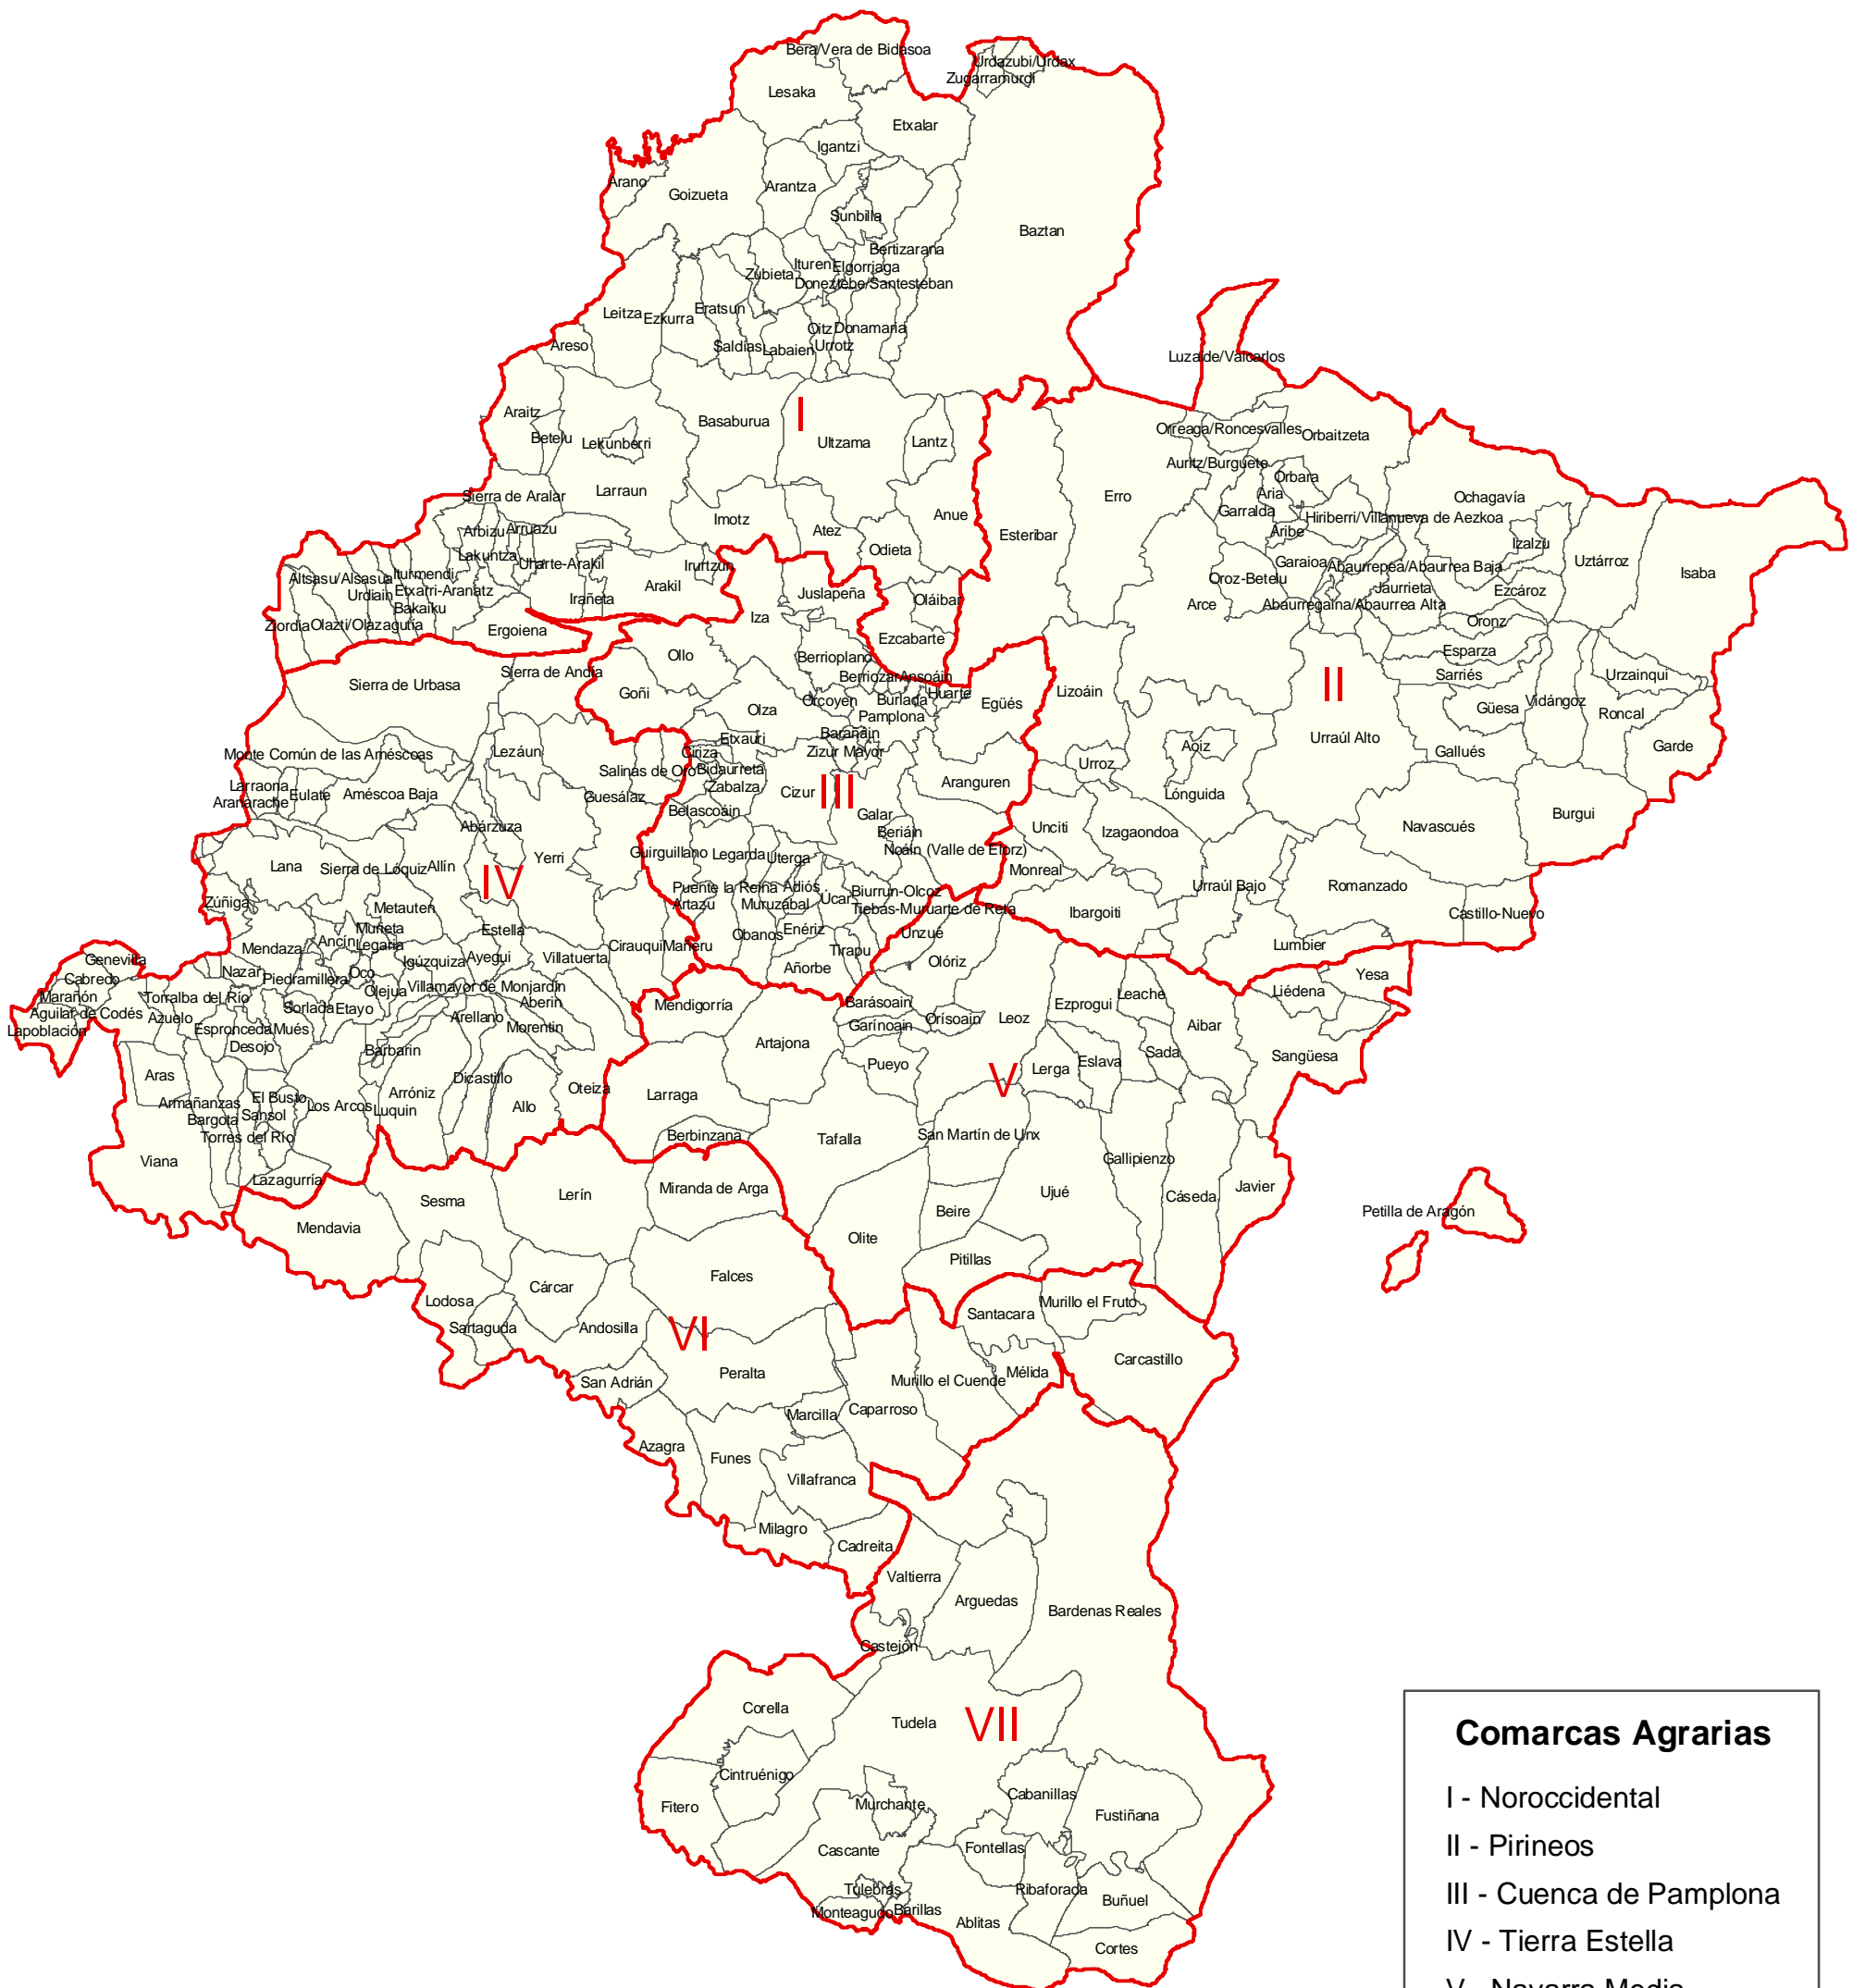 Bera/Vera de Bidasoa
Urdazubi/Urdax
Zugarramurdi
Lesaka
Etxalar
Igantzi
Arano
Goizueta
Arantza
Sunbilla
Baztan
Bertizarana
Ituren
Elgorriaga
Zubieta
Doneztebe/Santesteban
Leitza
Ezkurra
Eratsun
Oitz
Donamaria
Areso
Saldias
Labaien
Urrotz
Luzaide/Valcarlos
Araitz
Basaburua
I
Betelu
Lekunberri
Ultzama
Lantz
Orreaga/Roncesvalles
Orbaitzeta
Auritz/Burguete
Orbara
Sierra de Aralar
Larraun
Erro
Aria
Ochagavía
Garralda
Hiriberri/Villanueva de Aezkoa
Imotz
Anue
Arbizu
Arruazu
Atez
Esteribar
Aribe
Izalzu
Odieta
Lakuntza
Uharte-Arakil
Irurtzun
Garaioa
Abaurrepea/Abaurrea Baja
Uztárroz
Isaba
Altsasu/Alsasua
Iturmendi
Urdiain
Etxarri-Aranatz
Arakil
Juslapeña
Oroz-Betelu
Jaurrieta
Ezcároz
Bakaiku
Irañeta
Oláibar
Arce
Abaurregaina/Abaurrea Alta
Iza
Ziordia
Olazti/Olazagutía
Ergoiena
Oronz
Ezcabarte
Ollo
Berrioplano
Esparza
Sierra de Urbasa
Sierra de Andía
Berriozar
Ansoáin
Sarriés
Urzainqui
II
Goñi
Huarte
Lizoáin
Orcoyen
Burlada
Egüés
Vidángoz
Güesa
Olza
Pamplona
Roncal
Etxauri
Barañáin
Urraúl Alto
Monte Común de las Améscoas
Lezáun
Ciriza
Zizur Mayor
Aoiz
Gallués
Garde
Salinas de Oro
Bidaurreta
Urroz
Larraona
Zabalza
Aranguren
Eulate
Améscoa Baja
Guesálaz
Cizur
III
Lónguida
Aranarache
Belascoáin
Galar
Burgui
Abárzuza
Beriáin
Unciti
Izagaondoa
Navascués
Guirguillano
Legarda
Uterga
Noáin (Valle de Elorz)
Yerri
Lana
Sierra de Lóquiz
Allín
IV
Monreal
Puente la Reina
Adiós
Biurrun-Olcoz
Urraúl Bajo
Romanzado
Zúñiga
Artazu
Muruzábal
Úcar
Metauten
Tiebas-Muruarte de Reta
Ibargoiti
Castillo-Nuevo
Murieta
Estella
Enériz
Obanos
Unzué
Mendaza
Ancín
Legaria
Cirauqui
Mañeru
Tirapu
Lumbier
Genevilla
Igúzquiza
Ayegui
Villatuerta
Olóriz
Añorbe
Nazar
Oco
Yesa
Cabredo
Piedramillera
Olejua
Villamayor de Monjardín
Liédena
Marañón
Torralba del Río
Aberin
Mendigorría
Barásoain
Leache
Ezprogui
Aguilar de Codés
Azuelo
Sorlada
Etayo
Arellano
Garínoain
Orísoain
Leoz
Lapoblación
Espronceda
Mués
Morentin
Aibar
Desojo
Barbarin
Artajona
Sada
Sangüesa
Pueyo
Lerga
Eslava
V
Aras
Dicastillo
Arróniz
Oteiza
Larraga
Armañanzas
El Busto
Los Arcos
Luquin
Allo
Bargota
Sansol
Torres del Río
Berbinzana
Tafalla
San Martín de Unx
Viana
Gallipienzo
Lazagurría
Lerín
Miranda de Arga
Javier
Sesma
Ujué
Cáseda
Mendavia
Beire
Petilla de Aragón
Olite
Pitillas
Cárcar
Falces
Lodosa
Murillo el Fruto
Santacara
Sartaguda
Andosilla
VI
Carcastillo
Peralta
Mélida
San Adrián
Murillo el Cuende
Marcilla
Caparroso
Azagra
Funes
Villafranca
Milagro
Cadreita
Valtierra
Arguedas
Bardenas Reales
Castejón
Corella
Tudela
VII
Cintruénigo
Cabanillas
Fitero
Murchante
Fustiñana
Cascante
Fontellas
Tulebras
Ribaforada
Buñuel
Monteagudo
Barillas
Ablitas
Cortes
Comarcas Agrarias
I - Noroccidental
II - Pirineos
III - Cuenca de Pamplona
IV - Tierra Estella
V - Navarra Media